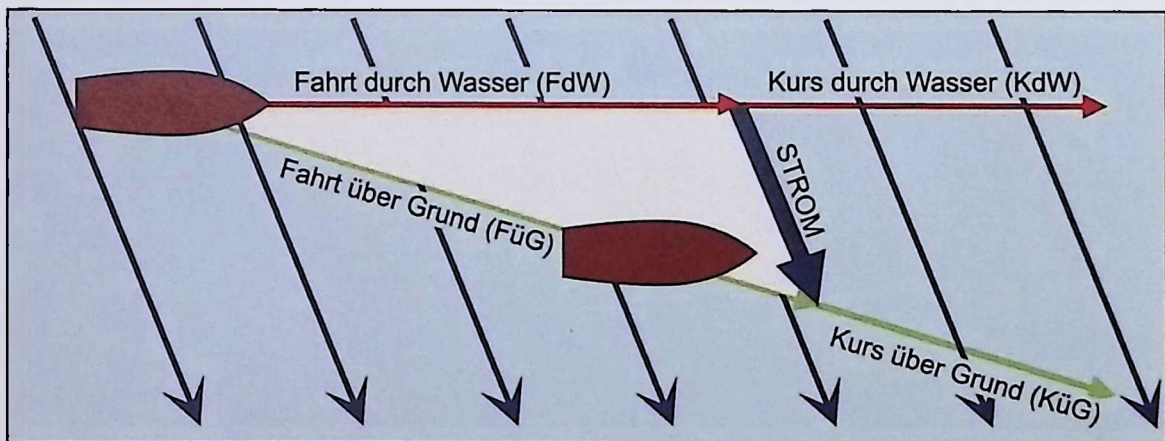 Fahrt durch Wasser (FdW)
Kurs durch Wasser (KdW)
STROM
Fahrt über Grund (FüG)
Kurs über Grund (KüG)